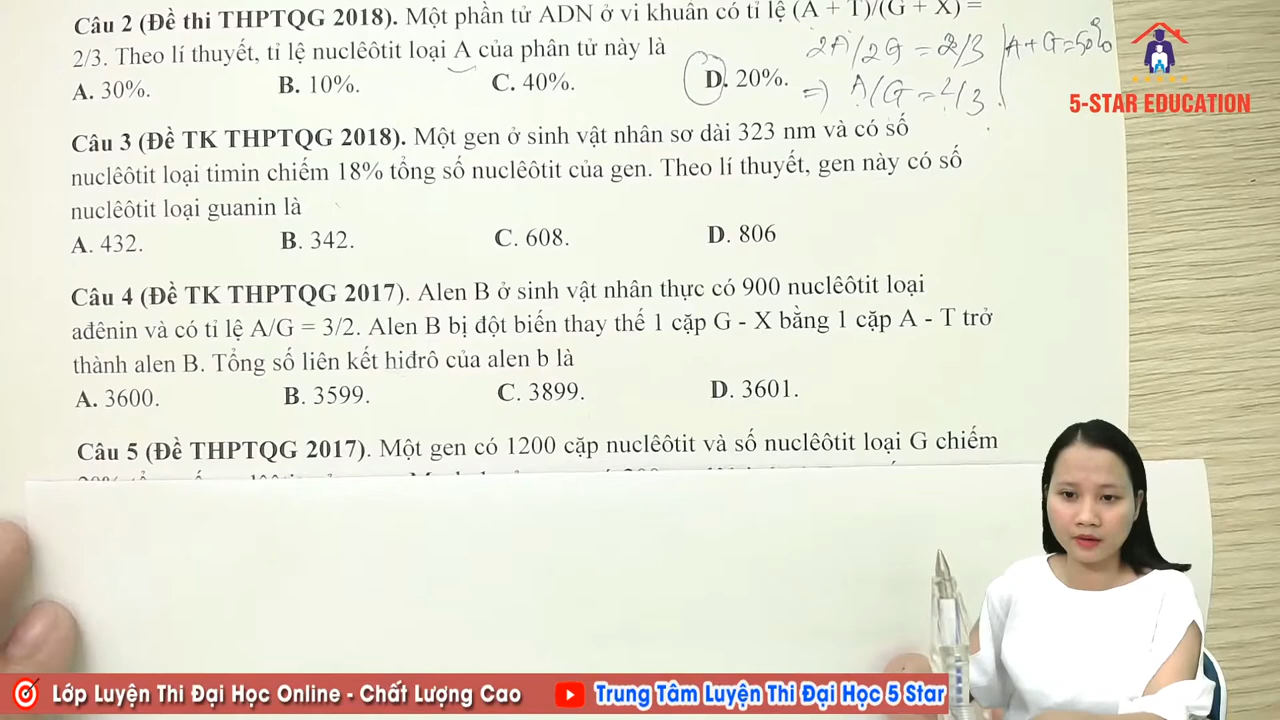 Câu 2 (Đề thi THPTQG 2018). Một phần tử ADN ở vi khuẩn có tỉ lệ (A + T)/(G + X) =
2/3. Theo lí thuyết, tỉ lệ nuclêôtit loại A của phân tử này là
A. 30%. B. 10%. C. 40%. D. 20%.
2A/2G = 2/3
=) A/G = 2/3
A+G=50%
5-STAR EDUCATION
Câu 3 (Đề TK THPTQG 2018). Một gen ở sinh vật nhân sơ dài 323 nm và có số
nuclêôtit loại timin chiếm 18% tổng số nuclêôtit của gen. Theo lí thuyết, gen này có số
nuclêôtit loại guanin là
A. 432. B. 342. C. 608. D. 806
Câu 4 (Đề TK THPTQG 2017). Alen B ở sinh vật nhân thực có 900 nuclêôtit loại
ađênin và có tỉ lệ A/G = 3/2. Alen B bị đột biến thay thế 1 cặp G - X bằng 1 cặp A - T trở
thành alen B. Tổng số liên kết hiđrô của alen b là
A. 3600. B. 3599. C. 3899. D. 3601.
Câu 5 (Đề THPTQG 2017). Một gen có 1200 cặp nuclêôtit và số nuclêôtit loại G chiếm
Lớp Luyện Thi Đại Học Online - Chất Lượng Cao
Trung Tâm Luyện Thi Đại Học 5 Star